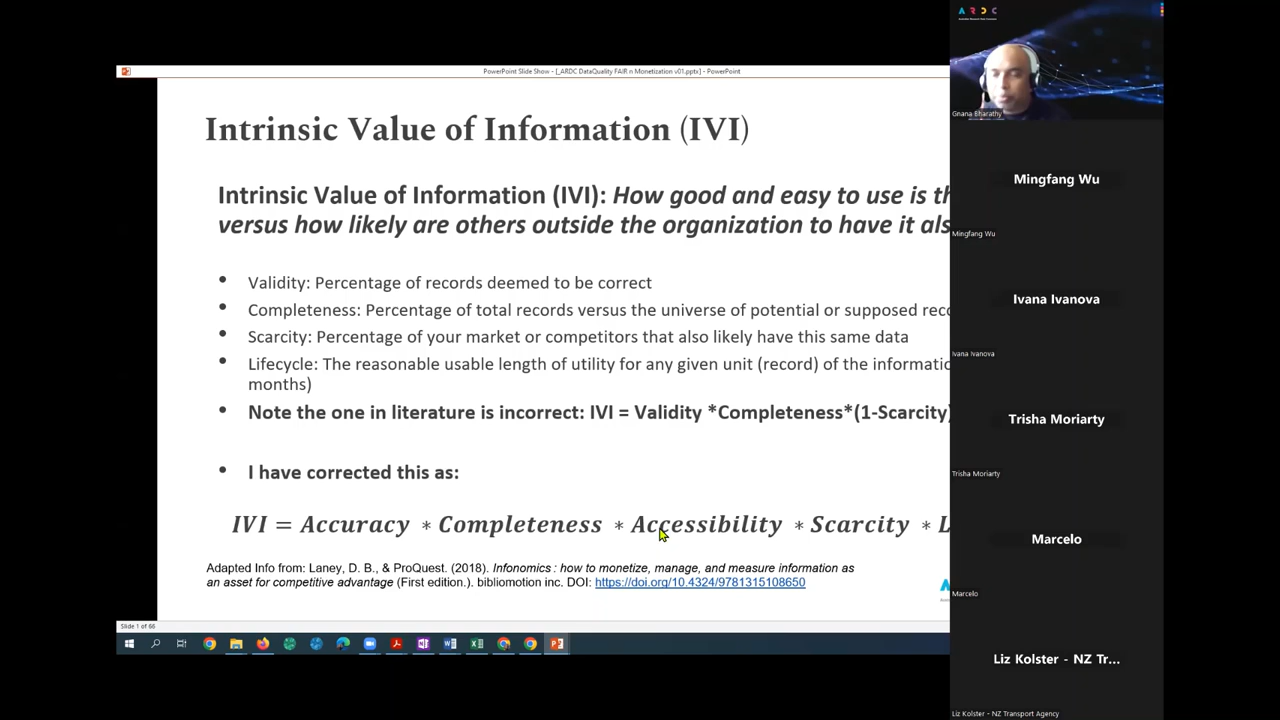 PowerPoint Slide Show - [_ARDC DataQuality FAIR n Monetization v01.pptx] - PowerPoint
Intrinsic Value of Information (IVI)
Intrinsic Value of Information (IVI): How good and easy to use is th
versus how likely are others outside the organization to have it als
• Validity: Percentage of records deemed to be correct
• Completeness: Percentage of total records versus the universe of potential or supposed reco
• Scarcity: Percentage of your market or competitors that also likely have this same data
• Lifecycle: The reasonable usable length of utility for any given unit (record) of the informatio
months)
• Note the one in literature is incorrect: IVI = Validity *Completeness*(1-Scarcity)
• I have corrected this as:
IVI = Accuracy * Completeness * Accessibility * Scarcity * L
Adapted Info from: Laney, D. B., & ProQuest. (2018). Infonomics : how to monetize, manage, and measure information as
an asset for competitive advantage (First edition.). bibliomotion inc. DOI: https://doi.org/10.4324/9781315108650
Slide 1 of 66
ARDC
Gnana Bharathy
Mingfang Wu
Mingfang Wu
Ivana Ivanova
Ivana Ivanova
Trisha Moriarty
Trisha Moriarty
Marcelo
Marcelo
Liz Kolster - NZ Tr...
Liz Kolster - NZ Transport Agency